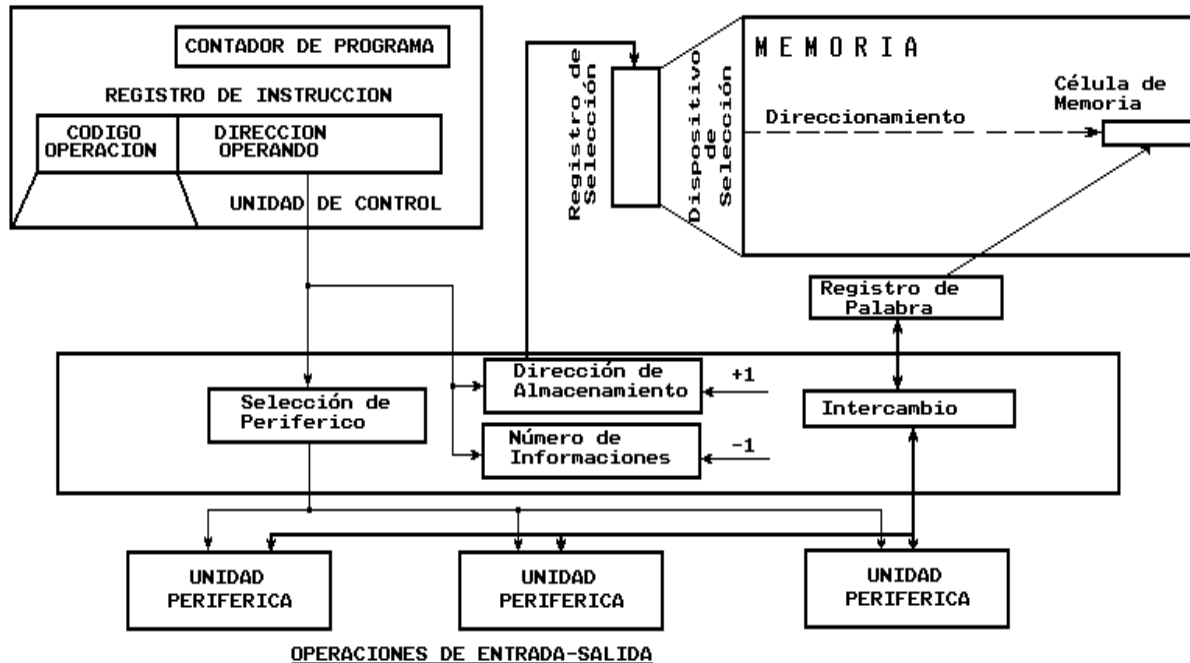 CONTADOR DE PROGRAMA
REGISTRO DE INSTRUCCION
CODIGO
OPERACION
DIRECCION
OPERANDO
UNIDAD DE CONTROL
Registro de
Selección
Dispositivo
de
Selección
MEMORIA
Célula de
Memoria
Direccionamiento
Registro de
Palabra
Selección de
Periferico
Dirección de
Almacenamiento
+1
Número de
Informaciones
-1
Intercambio
UNIDAD
PERIFERICA
UNIDAD
PERIFERICA
UNIDAD
PERIFERICA
OPERACIONES DE ENTRADA-SALIDA